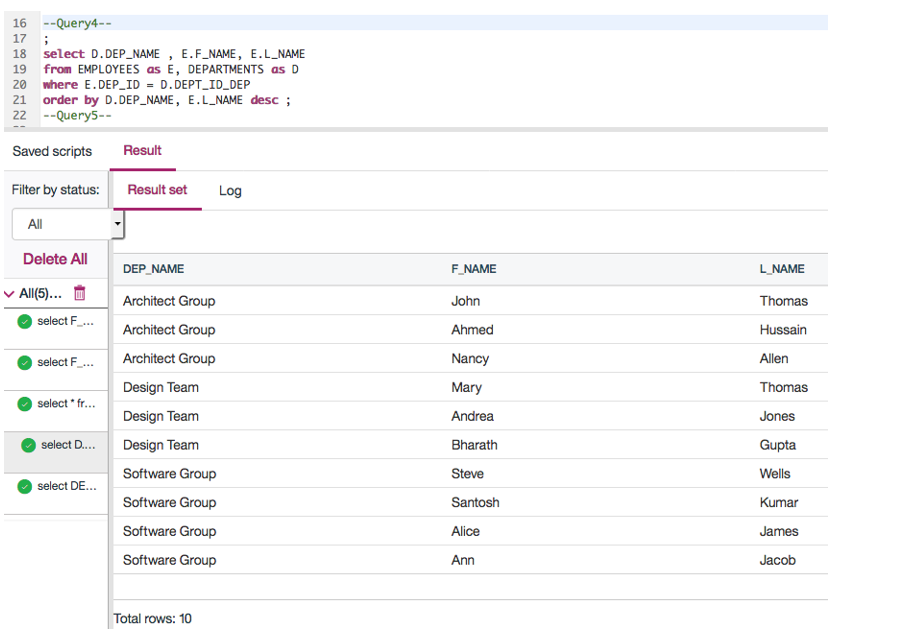 16 --Query4--
17 ;
18 select D.DEP_NAME , E.F_NAME, E.L_NAME
19 from EMPLOYEES as E, DEPARTMENTS as D
20 where E.DEP_ID = D.DEPT_ID_DEP
21 order by D.DEP_NAME, E.L_NAME desc ;
22 --Query5--
Saved scripts Result
Filter by status: Result set Log
All
Delete All
DEP_NAME F_NAME L_NAME
All(5)...
Architect Group John Thomas
select F_...
Architect Group Ahmed Hussain
select F_...
Architect Group Nancy Allen
Design Team Mary Thomas
select * fr...
Design Team Andrea Jones
select D....
Design Team Bharath Gupta
Software Group Steve Wells
select DE...
Software Group Santosh Kumar
Software Group Alice James
Software Group Ann Jacob
Total rows: 10